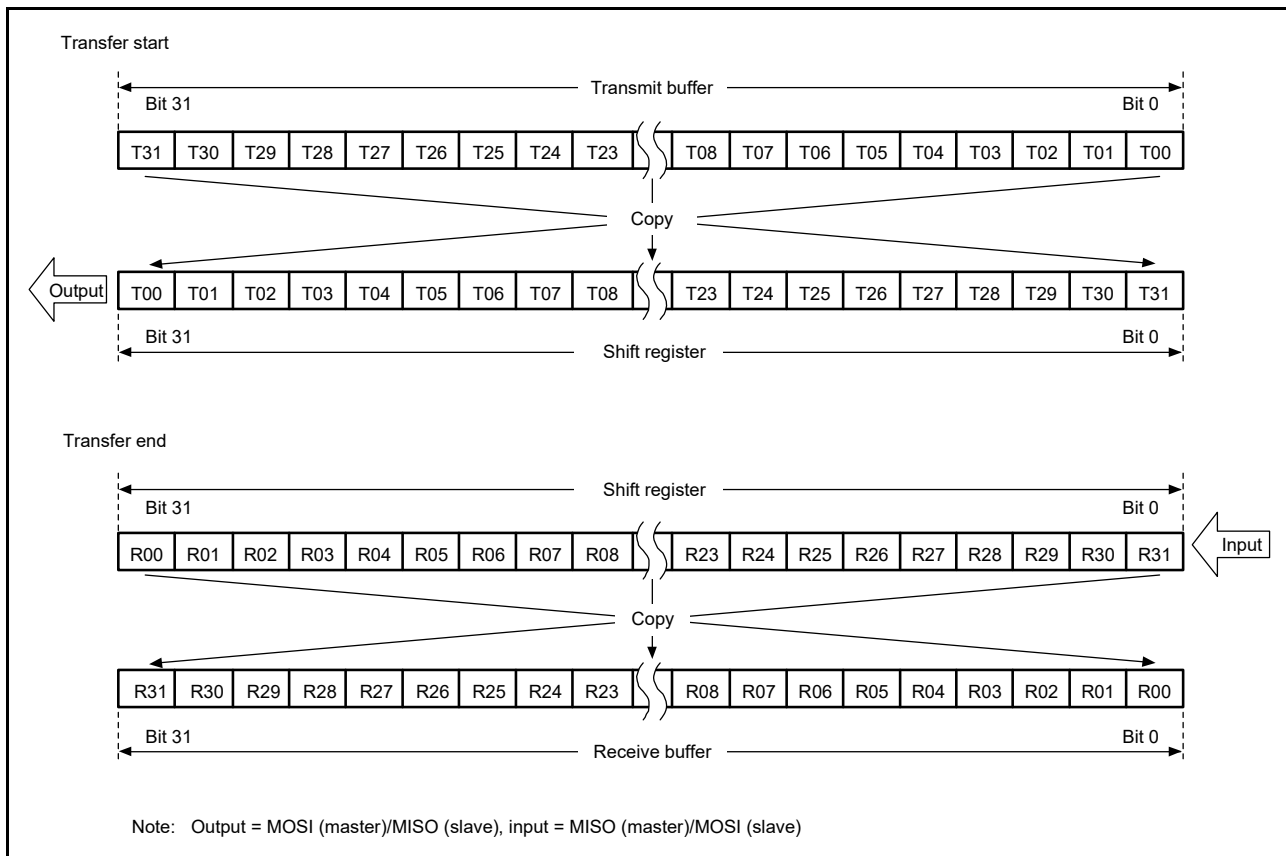 Transfer start
Transmit buffer
Bit 31 Bit 0
T31 T30 T29 T28 T27 T26 T25 T24 T23 T08 T07 T06 T05 T04 T03 T02 T01 T00
Copy
Output T00 T01 T02 T03 T04 T05 T06 T07 T08 T23 T24 T25 T26 T27 T28 T29 T30 T31
Bit 31 Bit 0
Shift register
Transfer end
Shift register
Bit 31 Bit 0
R00 R01 R02 R03 R04 R05 R06 R07 R08 R23 R24 R25 R26 R27 R28 R29 R30 R31 Input
Copy
R31 R30 R29 R28 R27 R26 R25 R24 R23 R08 R07 R06 R05 R04 R03 R02 R01 R00
Bit 31 Bit 0
Receive buffer
Note: Output = MOSI (master)/MISO (slave), input = MISO (master)/MOSI (slave)